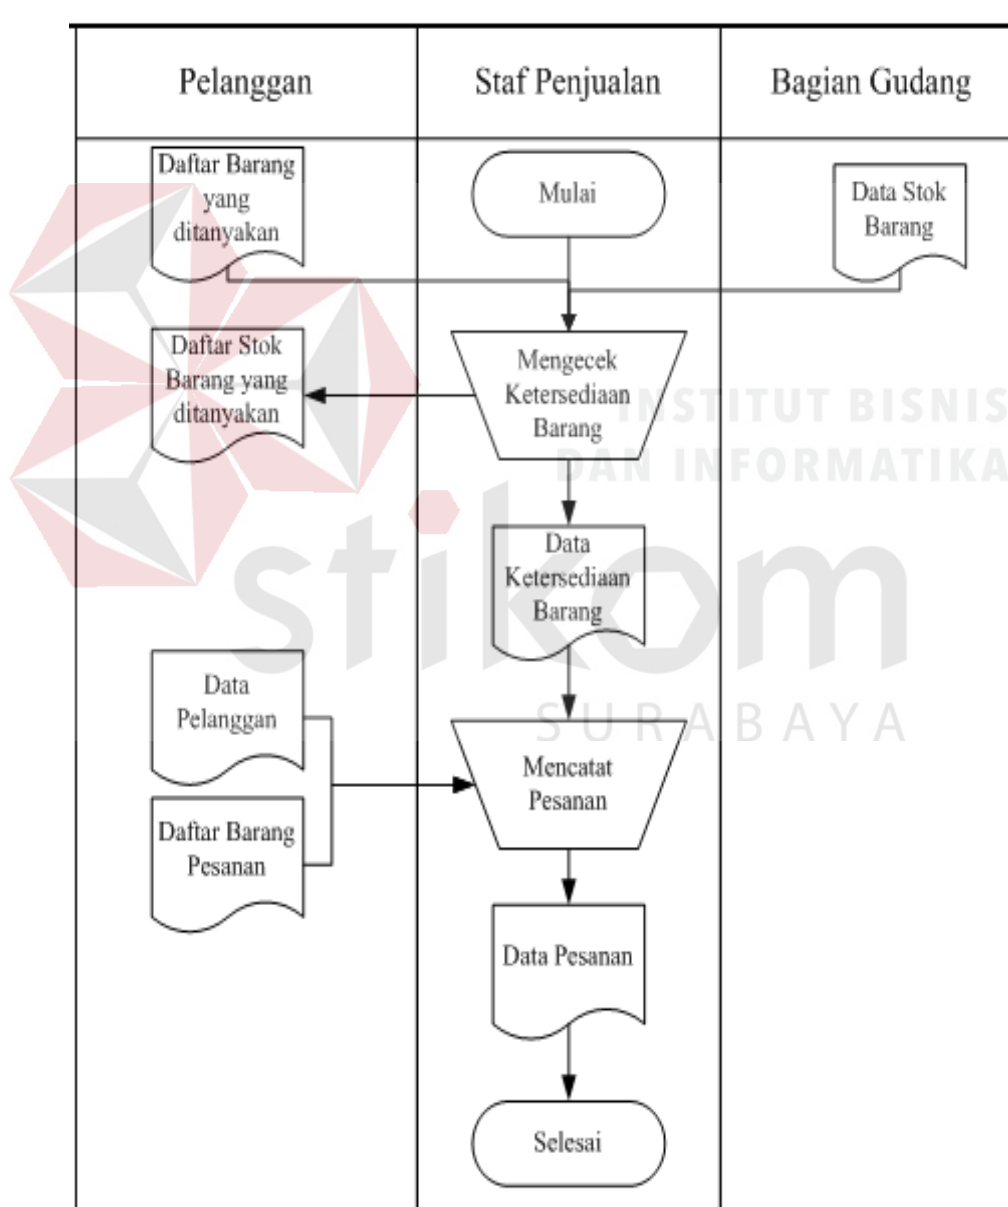 Pelanggan
Staf Penjualan
Bagian Gudang
Daftar Barang
yang
ditanyakan
Mulai
Data Stok
Barang
Daftar Stok
Barang yang
ditanyakan
Mengecek
Ketersediaan
Barang
INSTITUT BISNIS
DAN INFORMATIKA
stikom
SURABAYA
Data
Ketersediaan
Barang
Data
Pelanggan
Mencatat
Pesanan
Daftar Barang
Pesanan
Data Pesanan
Selesai